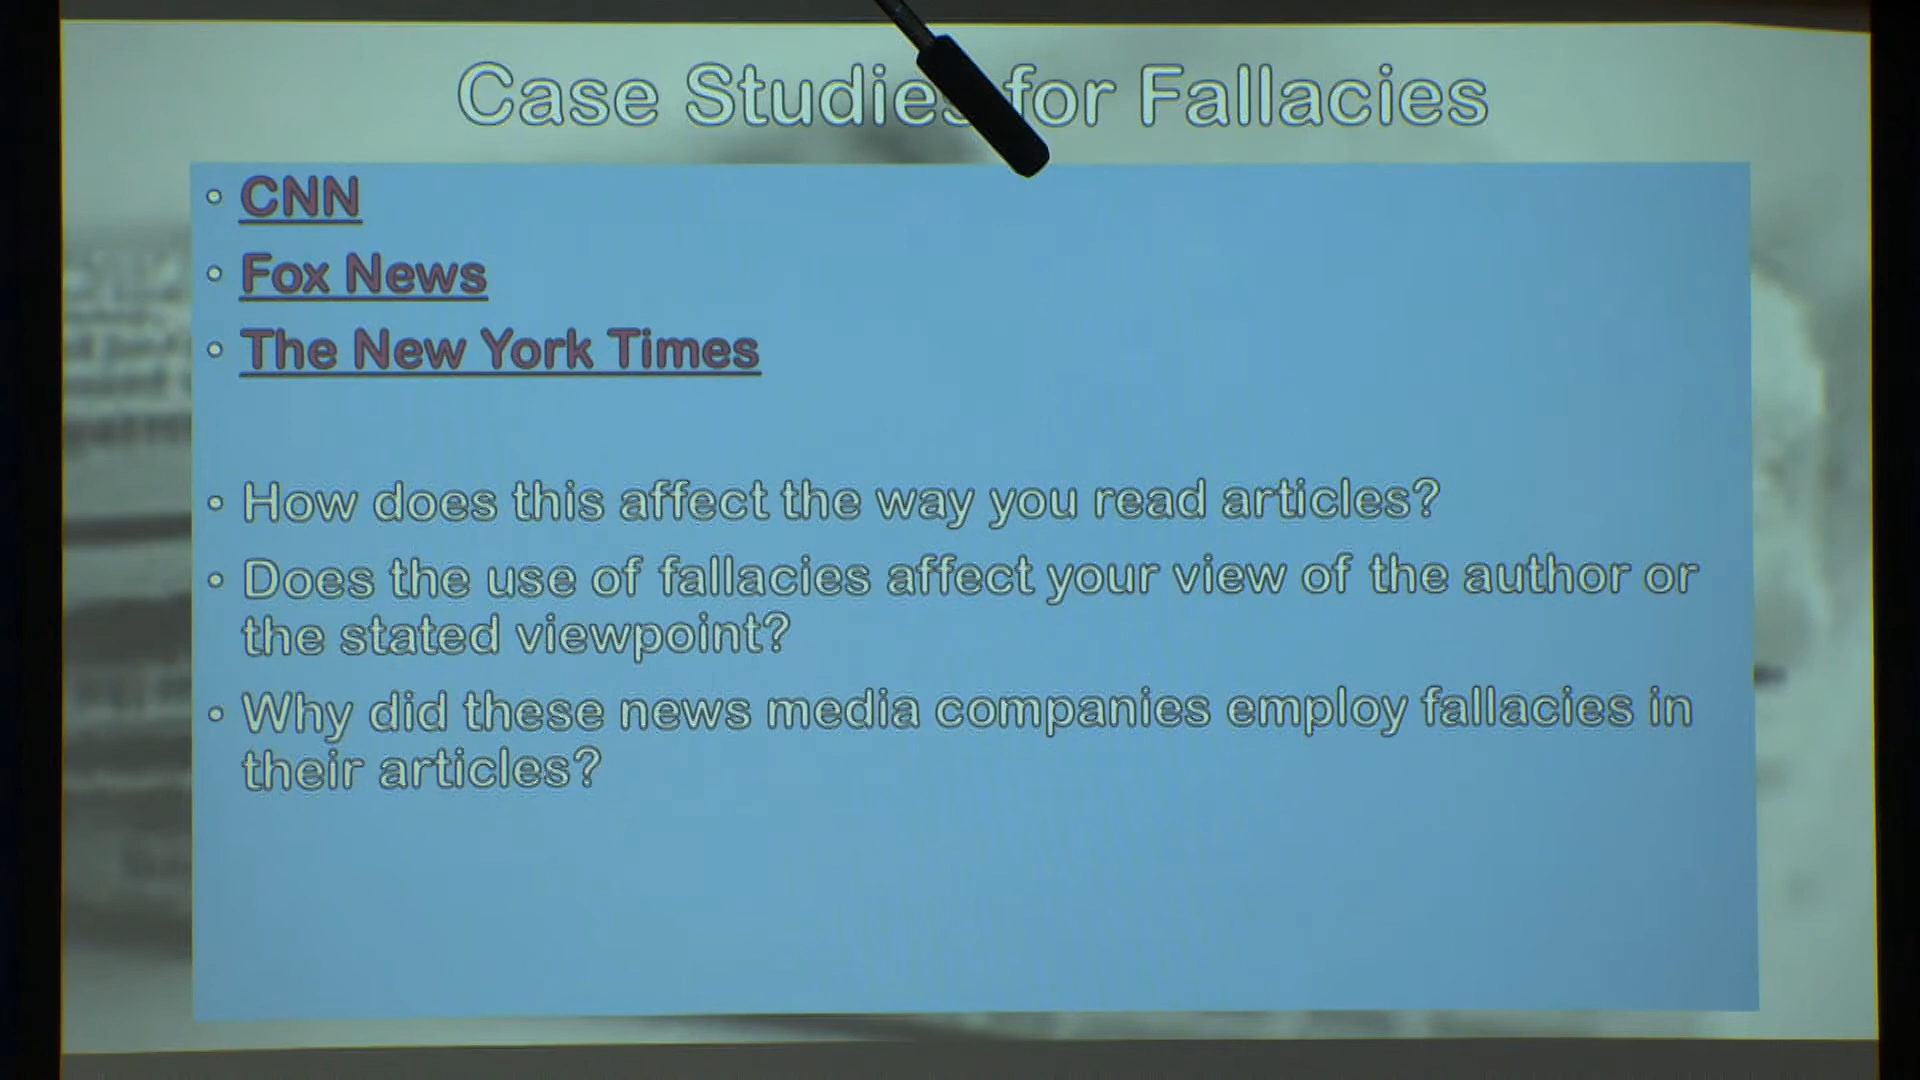 Case Studies for Fallacies
• CNN
• Fox News
• The New York Times
• How does this affect the way you read articles?
• Does the use of fallacies affect your view of the author or
the stated viewpoint?
• Why did these news media companies employ fallacies in
their articles?